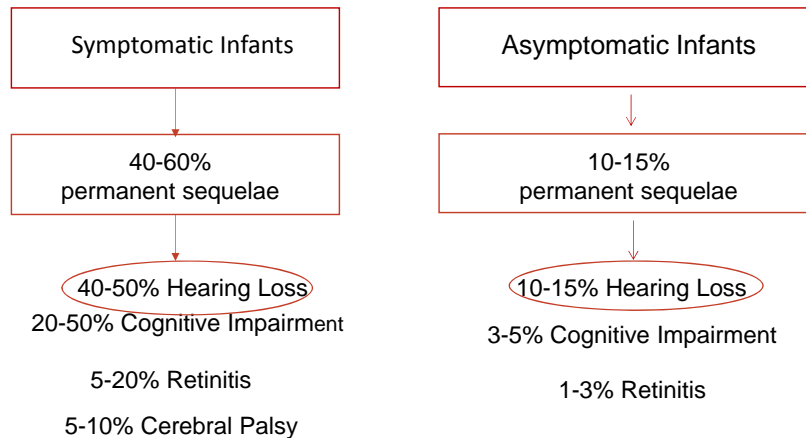 Symptomatic Infants
40-60%
permanent sequelae
40-50% Hearing Loss
20-50% Cognitive Impairment
5-20% Retinitis
5-10% Cerebral Palsy
Asymptomatic Infants
10-15%
permanent sequelae
10-15% Hearing Loss
3-5% Cognitive Impairment
1-3% Retinitis